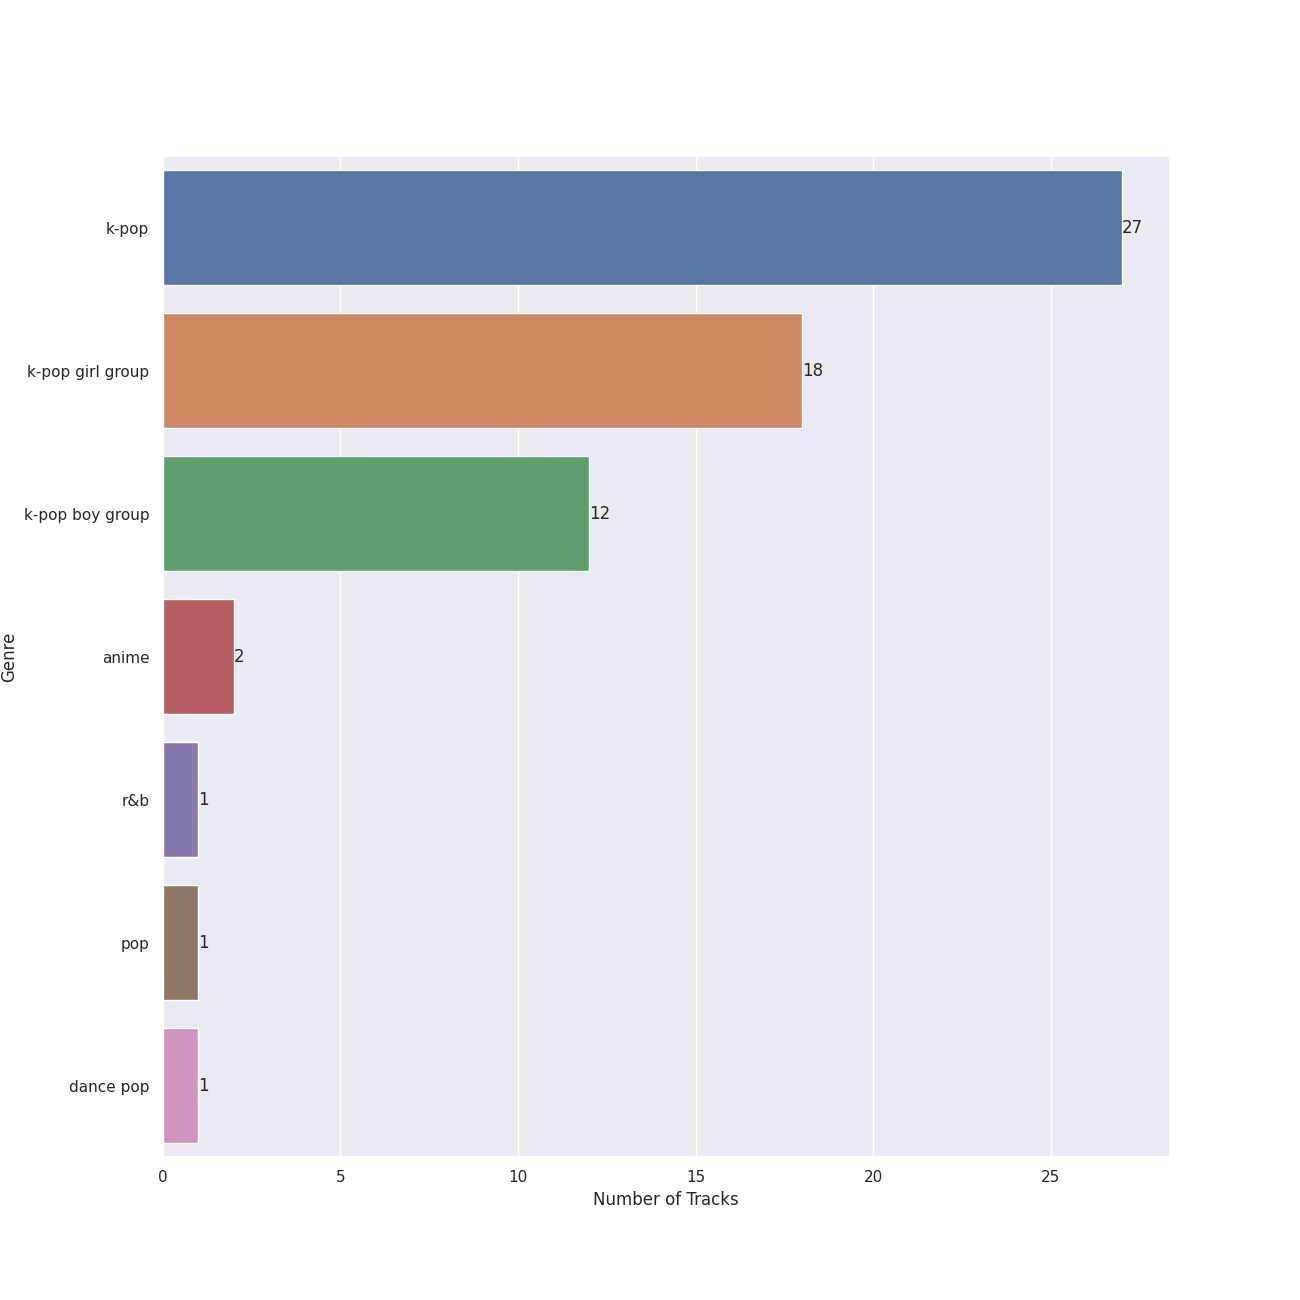 k-pop 27
k-pop girl group 18
k-pop boy group 12
anime 2
r&b 1
pop 1
dance pop 1
Genre
0 5 10 15 20 25
Number of Tracks